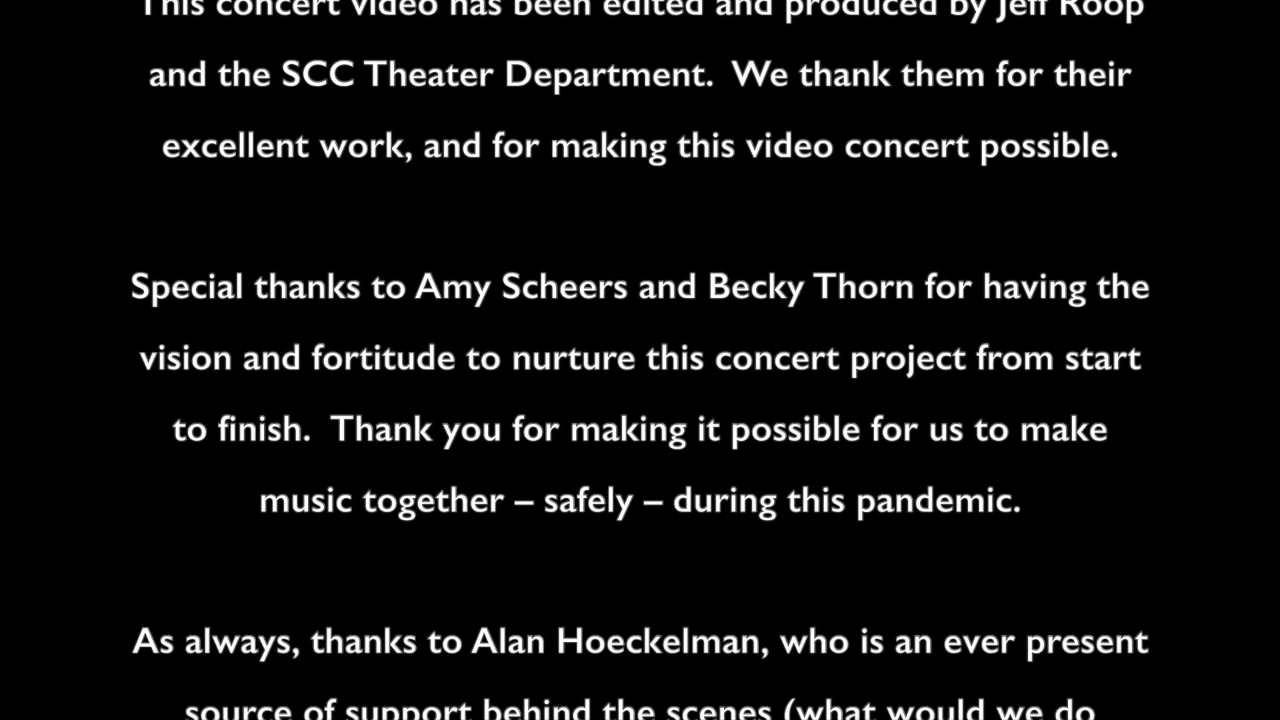 This concert video has been edited and produced by Jeff Roop
and the SCC Theater Department.  We thank them for their
excellent work, and for making this video concert possible.
Special thanks to Amy Scheers and Becky Thorn for having the
vision and fortitude to nurture this concert project from start
to finish.  Thank you for making it possible for us to make
music together – safely – during this pandemic.
As always, thanks to Alan Hoeckelman, who is an ever present
source of support behind the scenes (what would we do